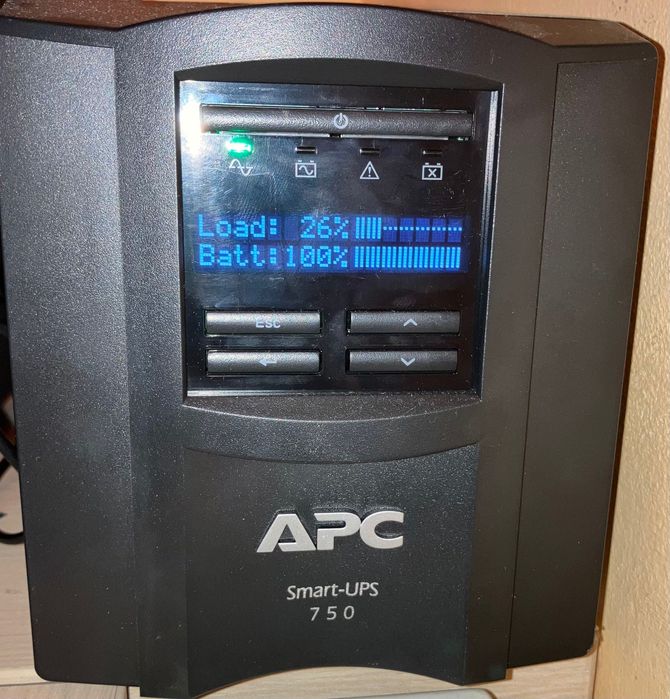 Load: 26%
Batt:100%
Esc
APC
Smart-UPS
750